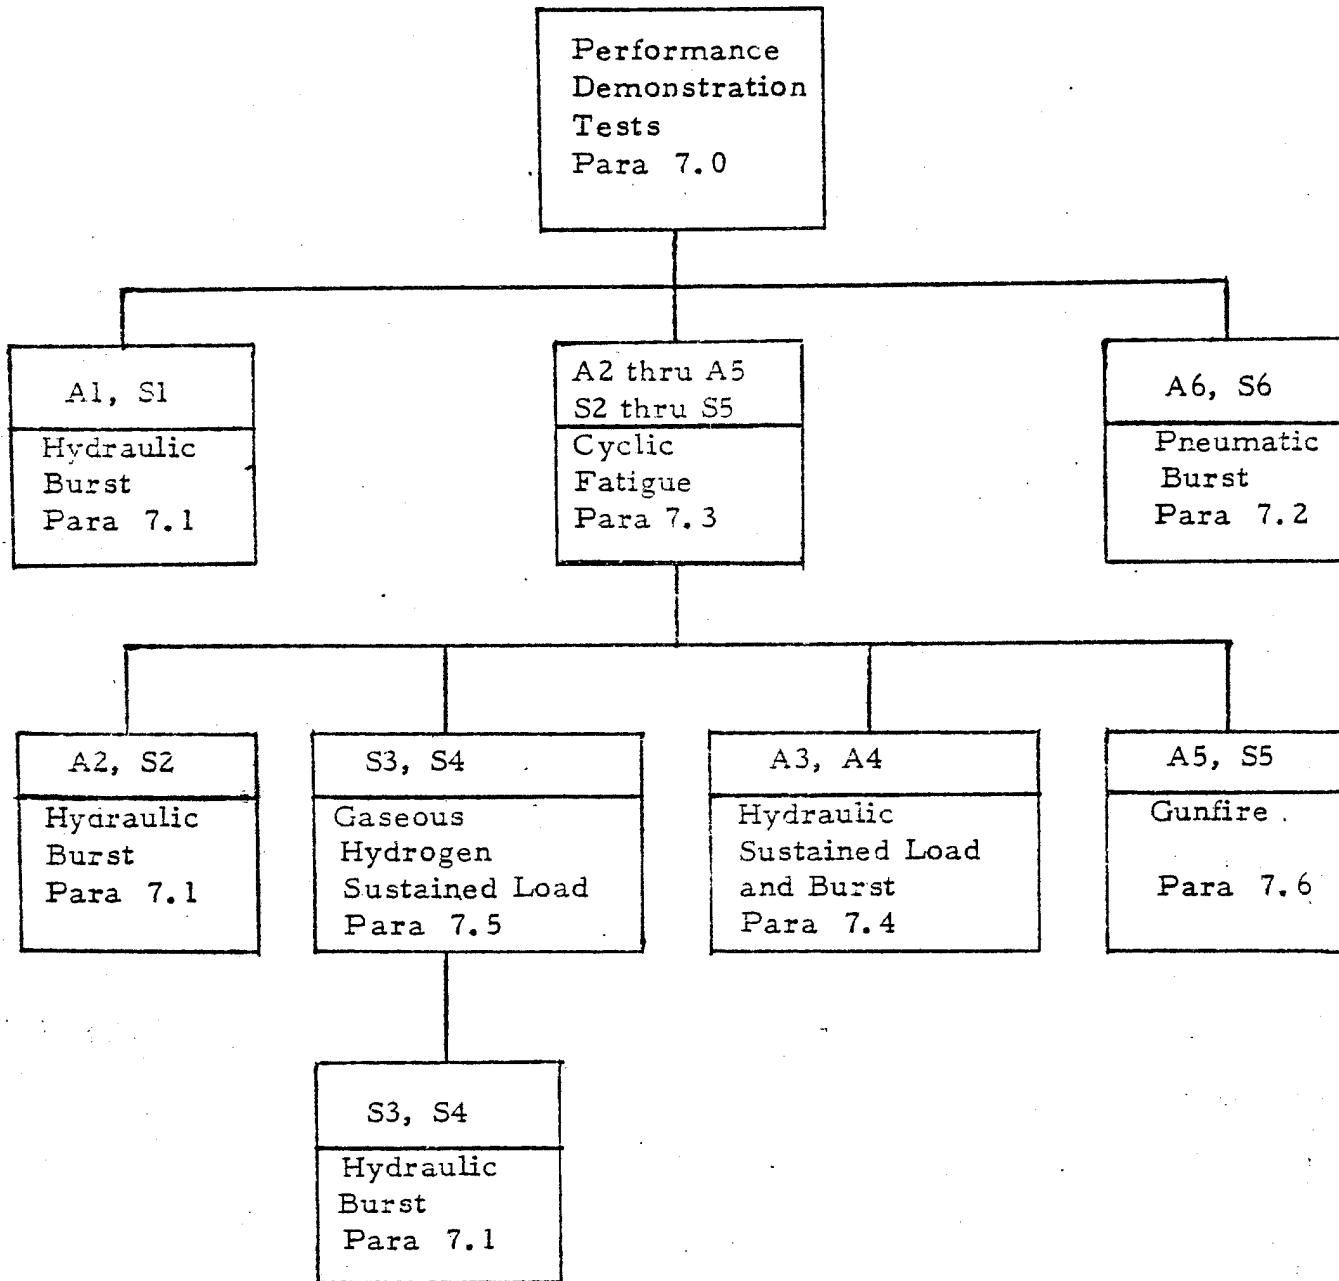 Performance
Demonstration
Tests
Para 7.0
A1, S1
Hydraulic
Burst
Para 7.1
A2 thru A5
S2 thru S5
Cyclic
Fatigue
Para 7.3
A6, S6
Pneumatic
Burst
Para 7.2
A2, S2
Hydraulic
Burst
Para 7.1
S3, S4
Gaseous
Hydrogen
Sustained Load
Para 7.5
A3, A4
Hydraulic
Sustained Load
and Burst
Para 7.4
A5, S5
Gunfire
Para 7.6
S3, S4
Hydraulic
Burst
Para 7.1